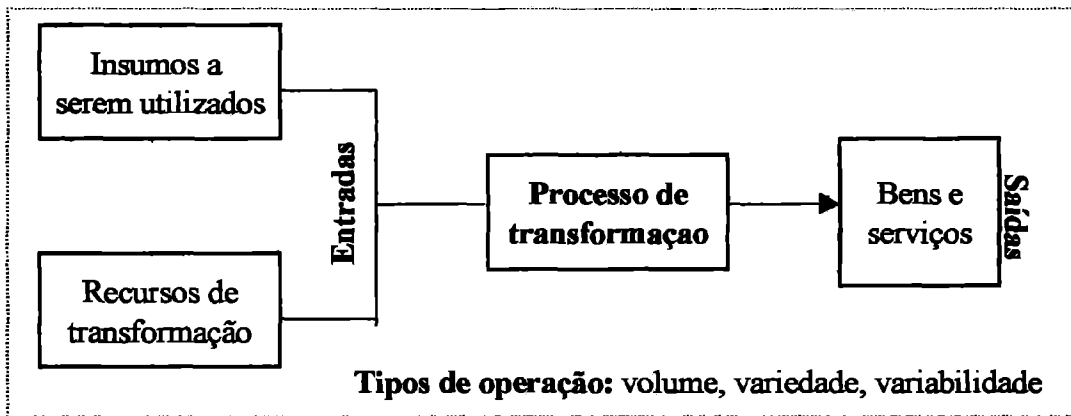 Insumos a
serem utilizados
Entradas
Recursos de
transformação
Processo de
transformaçao
Bens e
serviços
Saídas
Tipos de operação: volume, variedade, variabilidade